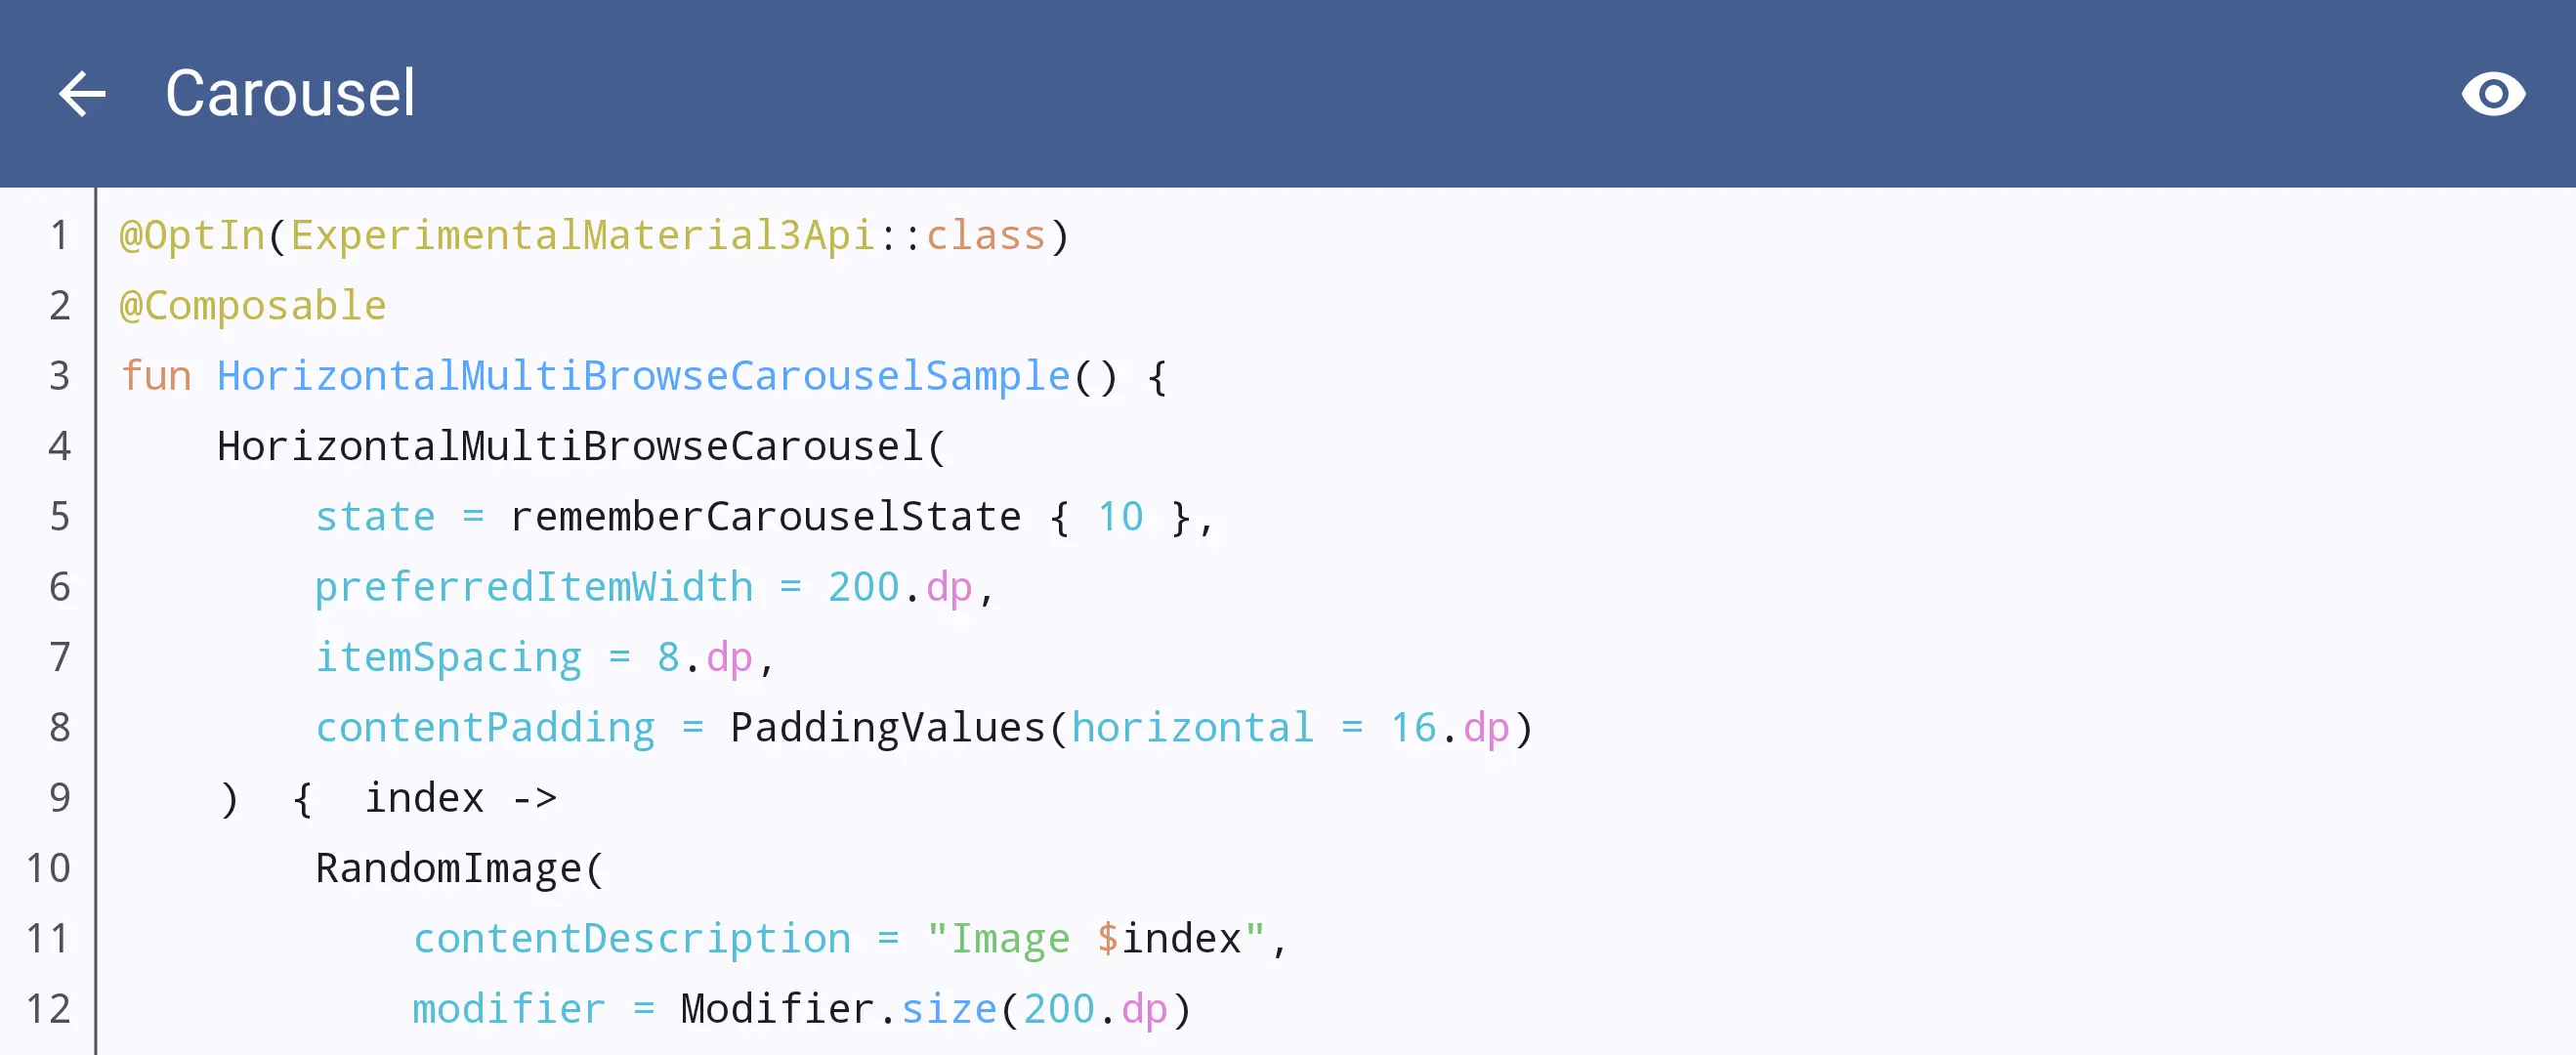 Carousel
1 @OptIn(ExperimentalMaterial3Api::class)
2 @Composable
3 fun HorizontalMultiBrowseCarouselSample() {
4     HorizontalMultiBrowseCarousel(
5         state = rememberCarouselState { 10 },
6         preferredItemWidth = 200.dp,
7         itemSpacing = 8.dp,
8         contentPadding = PaddingValues(horizontal = 16.dp)
9     )  {  index ->
10         RandomImage(
11             contentDescription = "Image $index",
12             modifier = Modifier.size(200.dp)